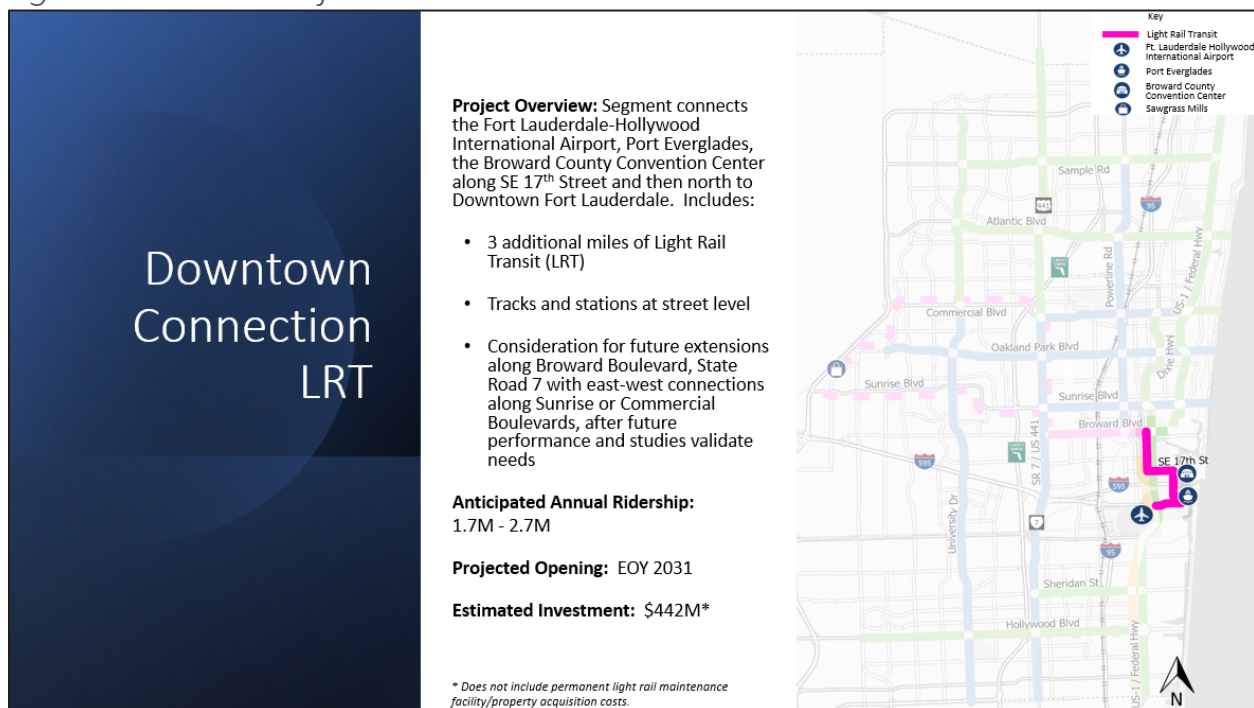 Downtown
Connection
LRT
Project Overview: Segment connects
the Fort Lauderdale-Hollywood
International Airport, Port Everglades,
the Broward County Convention Center
along SE 17th Street and then north to
Downtown Fort Lauderdale. Includes:
• 3 additional miles of Light Rail
Transit (LRT)
• Tracks and stations at street level
• Consideration for future extensions
along Broward Boulevard, State
Road 7 with east-west connections
along Sunrise or Commercial
Boulevards, after future
performance and studies validate
needs
Anticipated Annual Ridership:
1.7M - 2.7M
Projected Opening: EOY 2031
Estimated Investment: $442M*
* Does not include permanent light rail maintenance
facility/property acquisition costs.
Key
Light Rail Transit
Ft. Lauderdale Hollywood
International Airport
Port Everglades
Broward County
Convention Center
Sawgrass Mills
Sample Rd
441
95
Atlantic Blvd
Powerline Rd
US-1 / Federal Hwy
Commercial Blvd
Oakland Park Blvd
Dixie Hwy
Sunrise Blvd
Sunrise Blvd
Broward Blvd
SE 17th St
595
595
SR 7 / US 441
University Dr
7
95
Sheridan St
Hollywood Blvd
US-1 / Federal Hwy
N